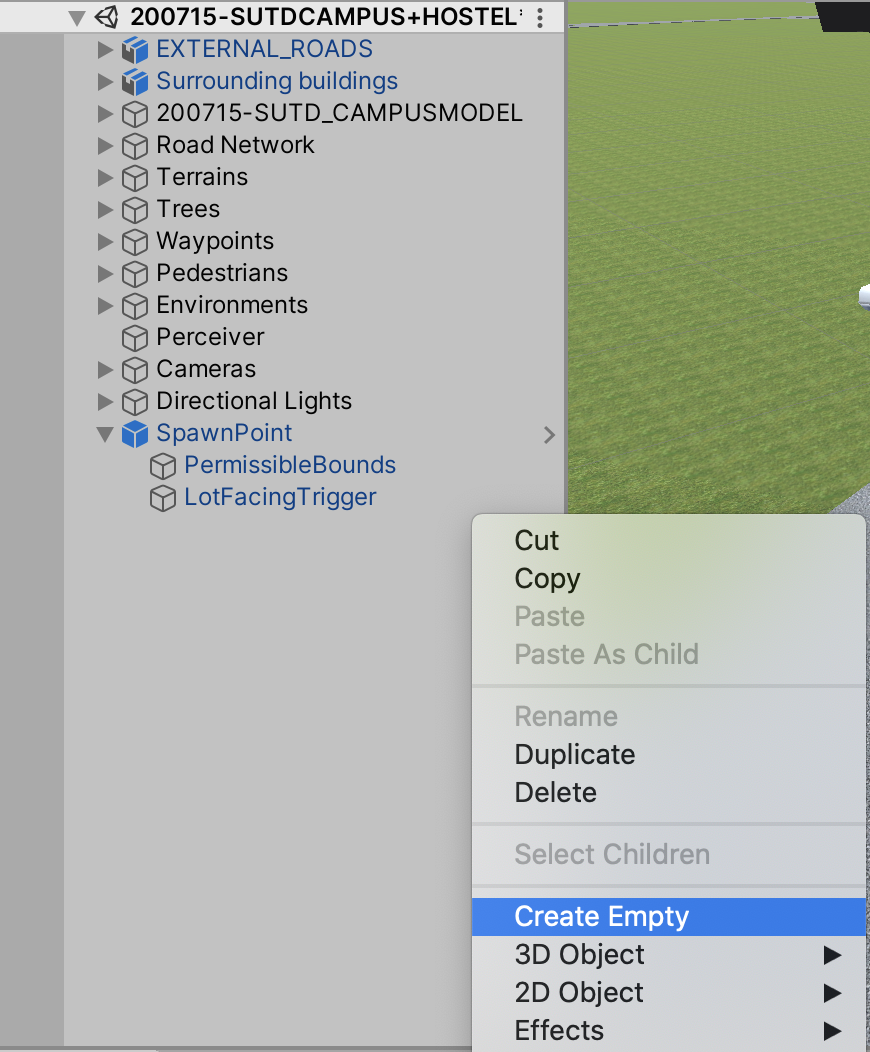 200715-SUTDCAMPUS+HOSTEL
EXTERNAL_ROADS
Surrounding buildings
200715-SUTD_CAMPUSMODEL
Road Network
Terrains
Trees
Waypoints
Pedestrians
Environments
Perceiver
Cameras
Directional Lights
SpawnPoint
PermissibleBounds
LotFacingTrigger
Cut
Copy
Paste
Paste As Child
Rename
Duplicate
Delete
Select Children
Create Empty
3D Object
2D Object
Effects